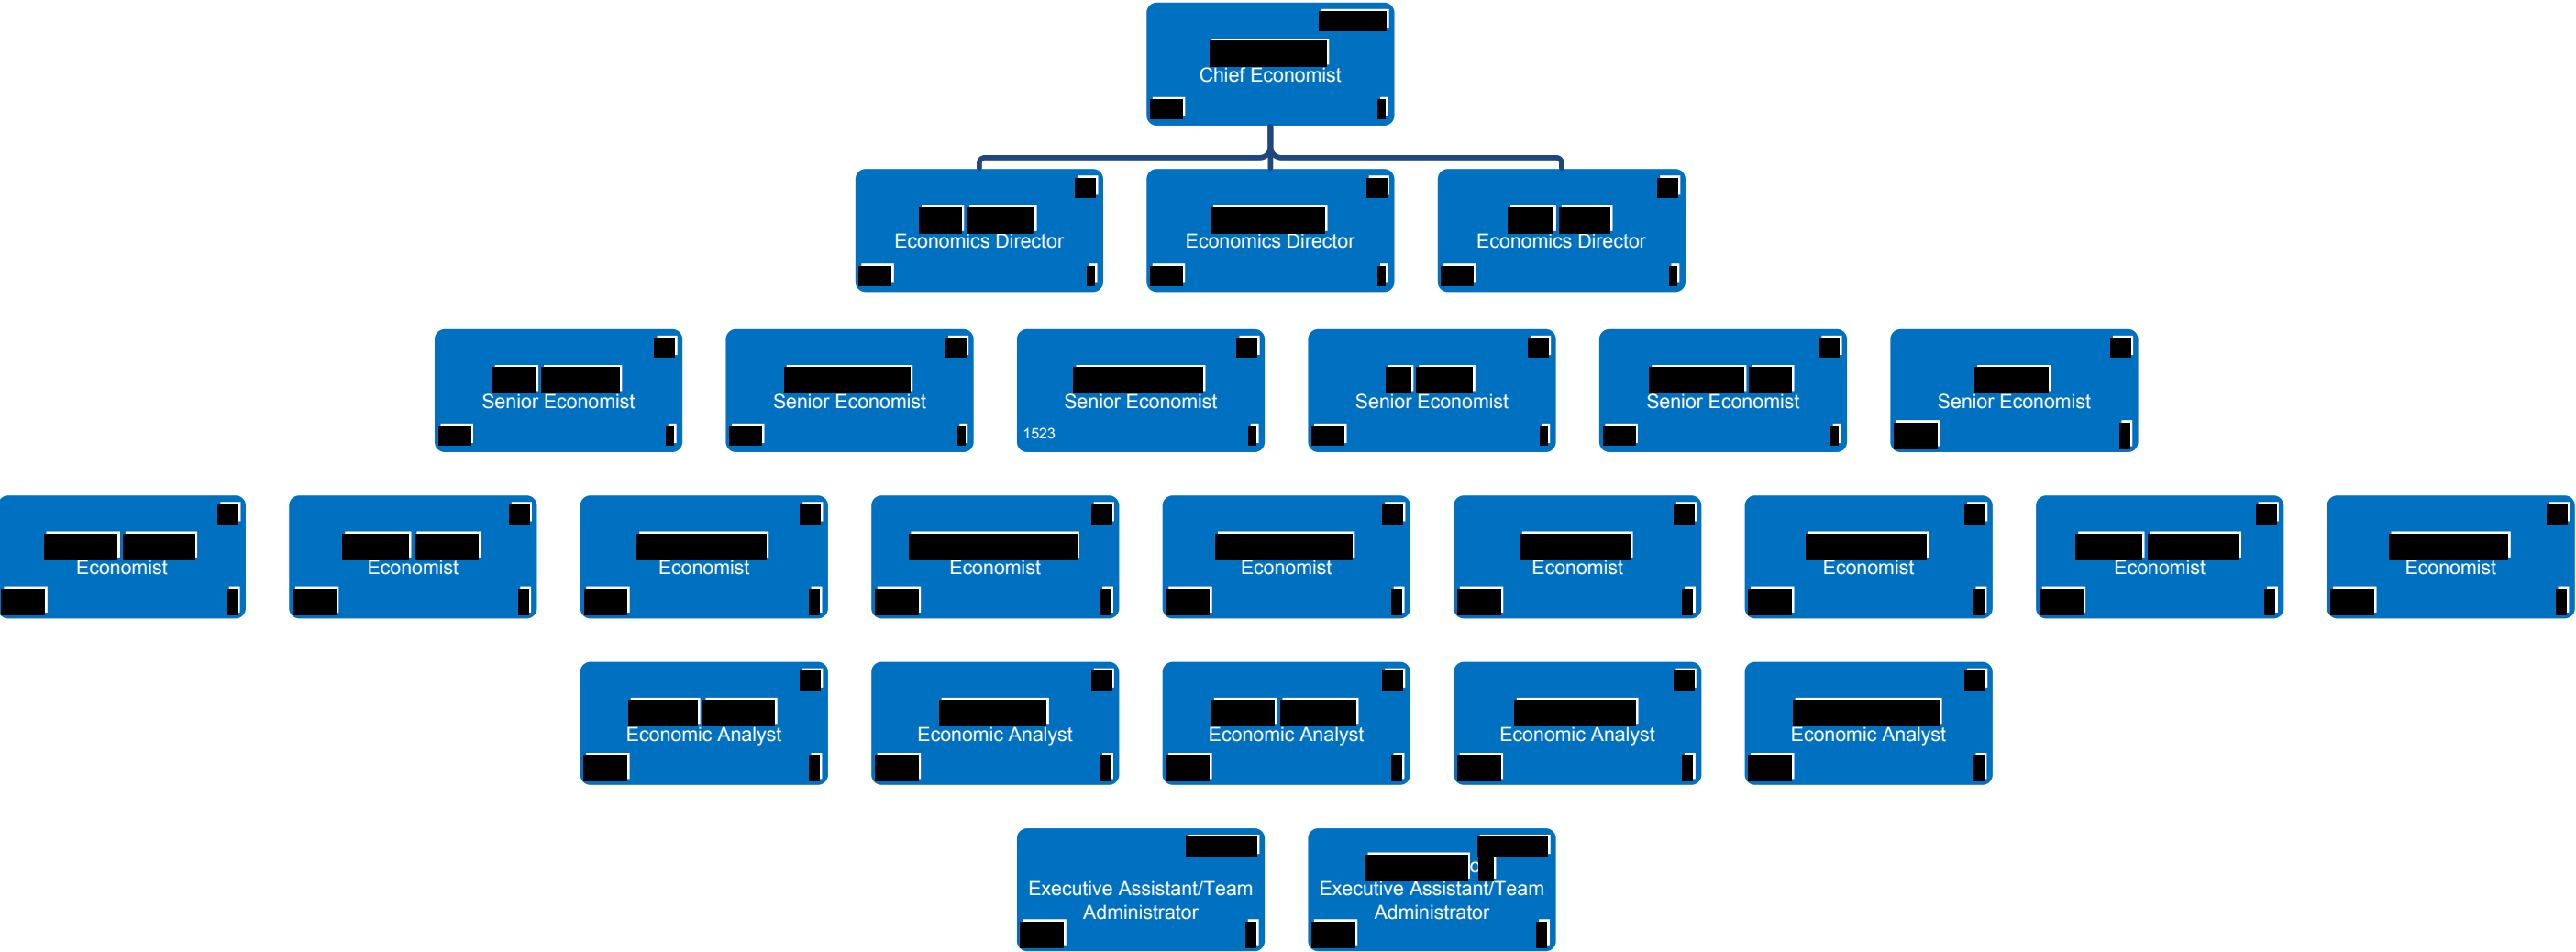 Chief Economist
Economics Director
Economics Director
Economics Director
Senior Economist
Senior Economist
Senior Economist
1523
Senior Economist
Senior Economist
Senior Economist
Economist
Economist
Economist
Economist
Economist
Economist
Economist
Economist
Economist
Economic Analyst
Economic Analyst
Economic Analyst
Economic Analyst
Economic Analyst
Executive Assistant/Team
Administrator
Executive Assistant/Team
Administrator